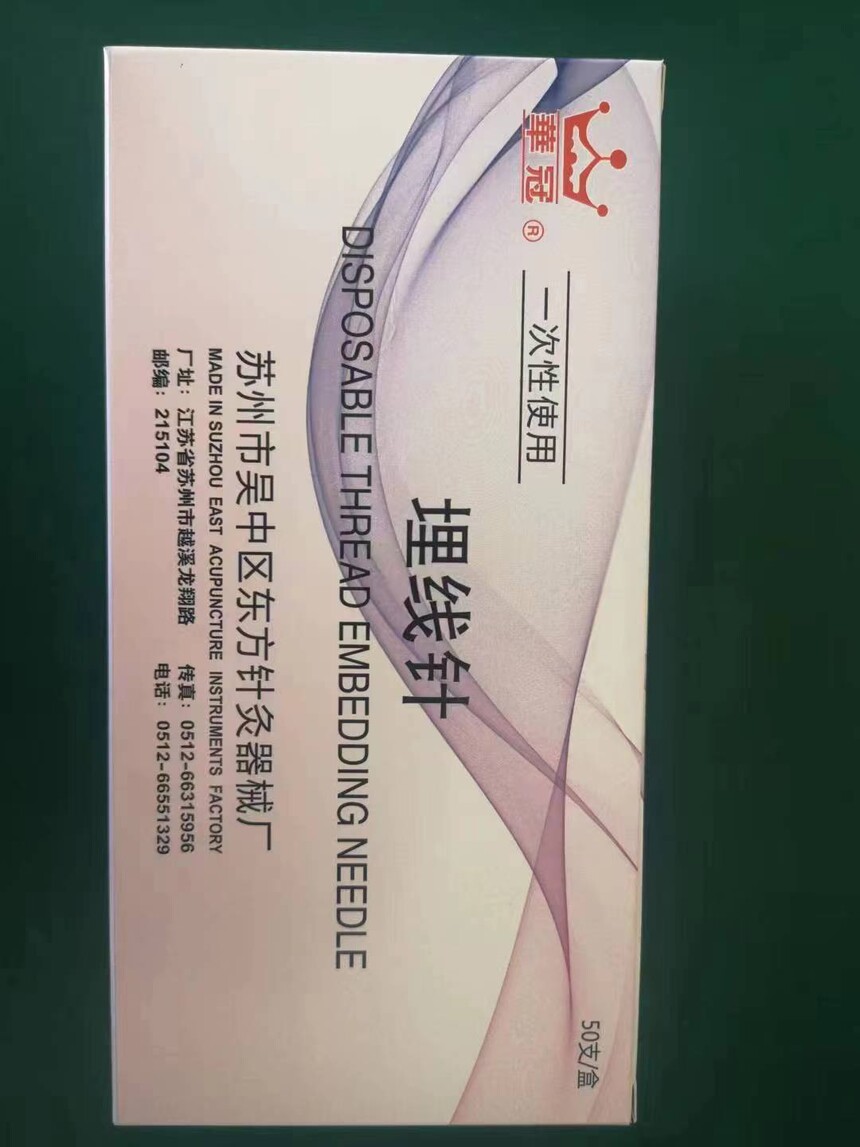 華冠®
一次性使用
埋线针
DISPOSABLE THREAD EMBEDDING NEEDLE
50支/盒
苏州市吴中区东方针灸器械厂
MADE IN SUZHOU EAST ACUPUNCTURE INSTRUMENTS FACTORY
厂址：江苏省苏州市越溪龙翔路 传真：0512-66315956
邮编：215104 电话：0512-66551329